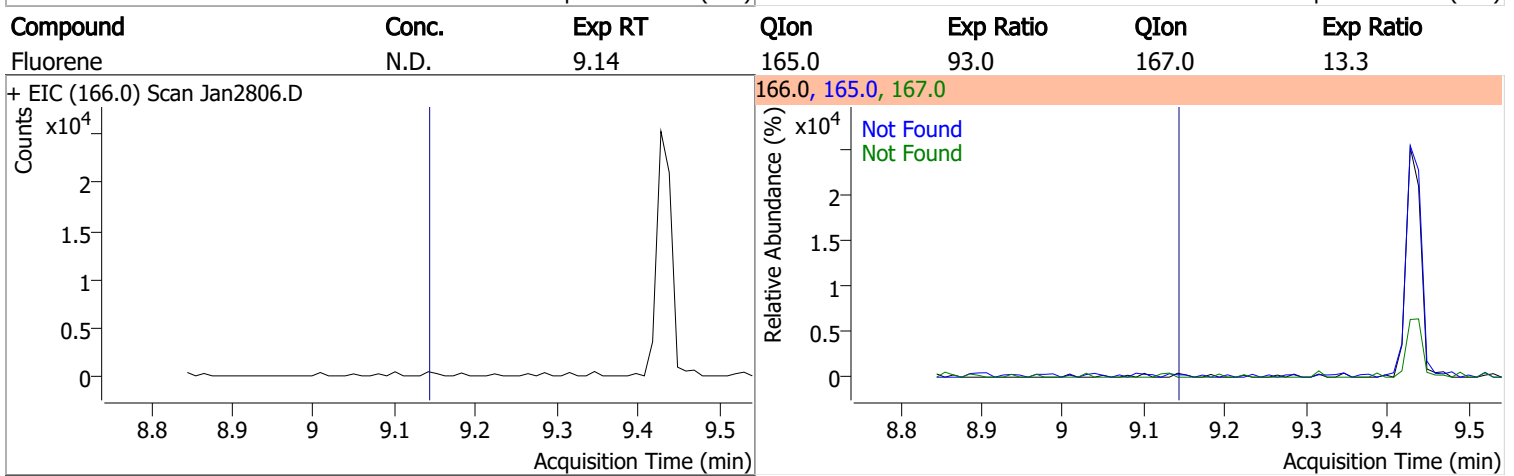 Compound Conc. Exp RT QIon Exp Ratio QIon Exp Ratio
Fluorene N.D. 9.14 165.0 93.0 167.0 13.3
+ EIC (166.0) Scan Jan2806.D
Counts
x10⁴
2
1.5
1
0.5
0
8.8 8.9 9 9.1 9.2 9.3 9.4 9.5
Acquisition Time (min)
166.0, 165.0, 167.0
Relative Abundance (%)
x10⁴
Not Found
Not Found
2
1.5
1
0.5
0
8.8 8.9 9 9.1 9.2 9.3 9.4 9.5
Acquisition Time (min)